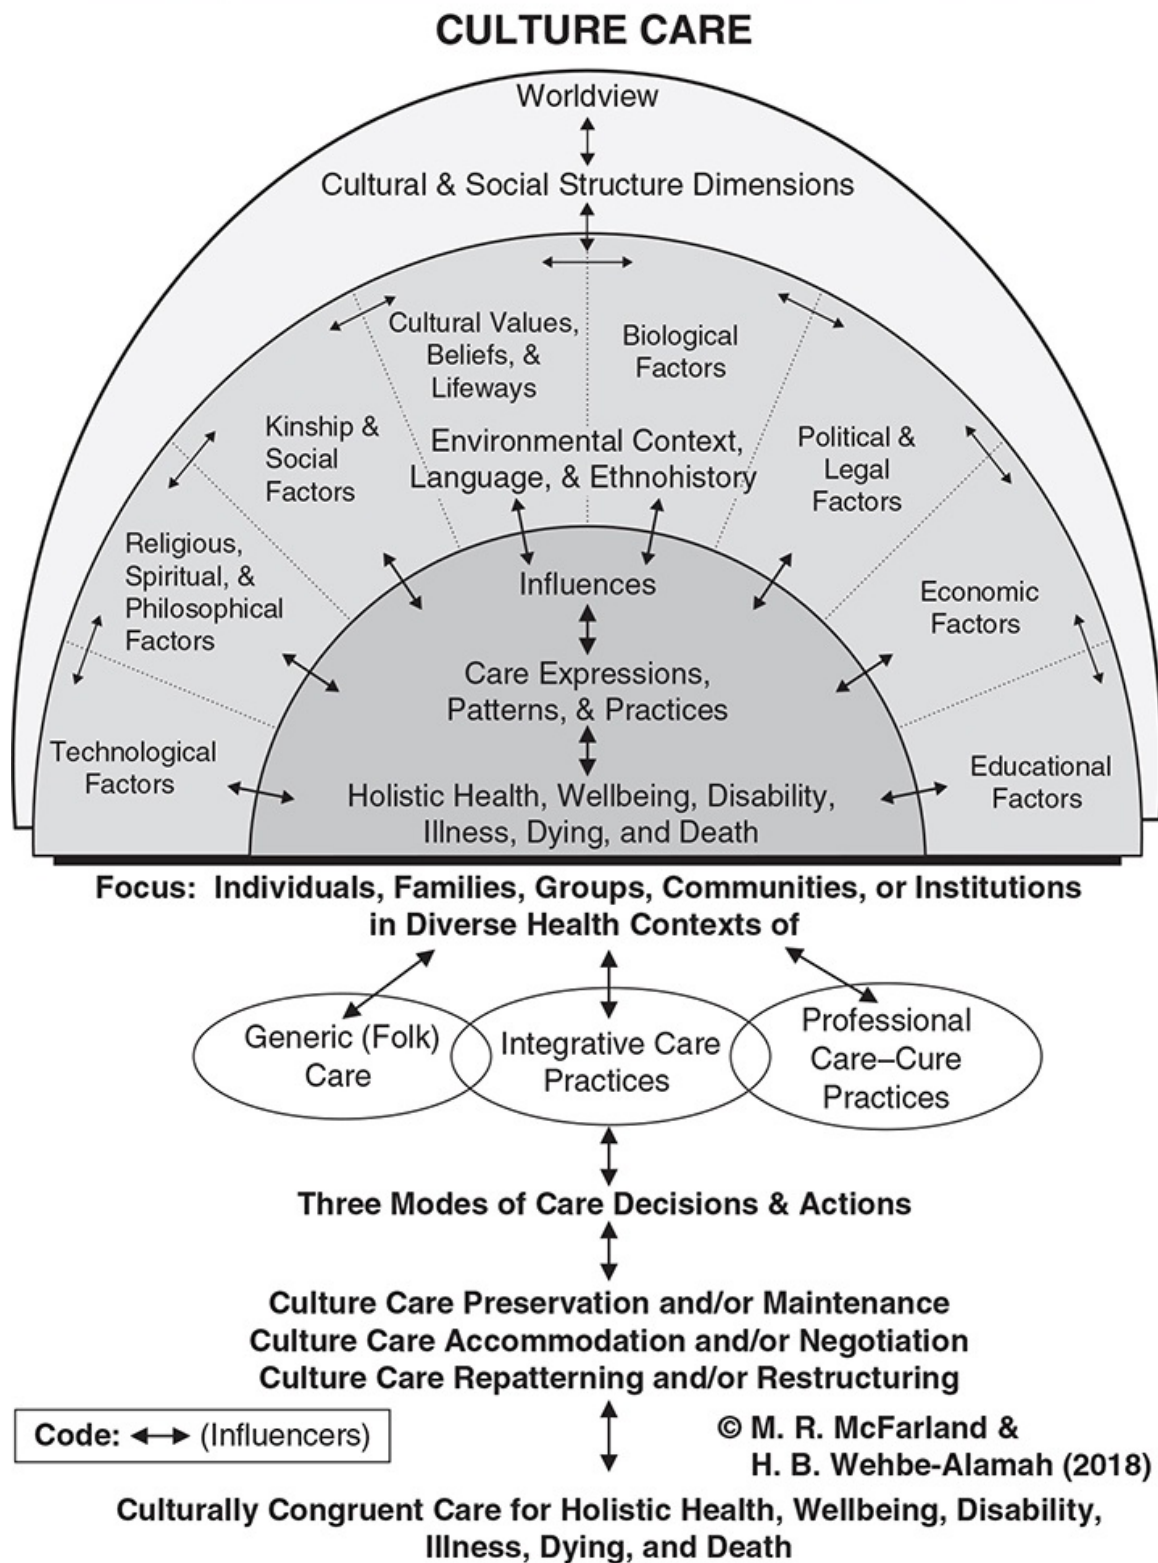 CULTURE CARE
Worldview
Cultural & Social Structure Dimensions
Cultural Values,
Beliefs, &
Lifeways
Biological
Factors
Kinship &
Social
Factors
Environmental Context,
Language, & Ethnohistory
Political &
Legal
Factors
Religious,
Spiritual, &
Philosophical
Factors
Influences
Economic
Factors
Care Expressions,
Patterns, & Practices
Technological
Factors
Holistic Health, Wellbeing, Disability,
Illness, Dying, and Death
Educational
Factors
Focus: Individuals, Families, Groups, Communities, or Institutions
in Diverse Health Contexts of
Generic (Folk)
Care
Integrative Care
Practices
Professional
Care–Cure
Practices
Three Modes of Care Decisions & Actions
Culture Care Preservation and/or Maintenance
Culture Care Accommodation and/or Negotiation
Culture Care Repatterning and/or Restructuring
Code: ↔ (Influencers)
© M. R. McFarland &
H. B. Wehbe-Alamah (2018)
Culturally Congruent Care for Holistic Health, Wellbeing, Disability,
Illness, Dying, and Death